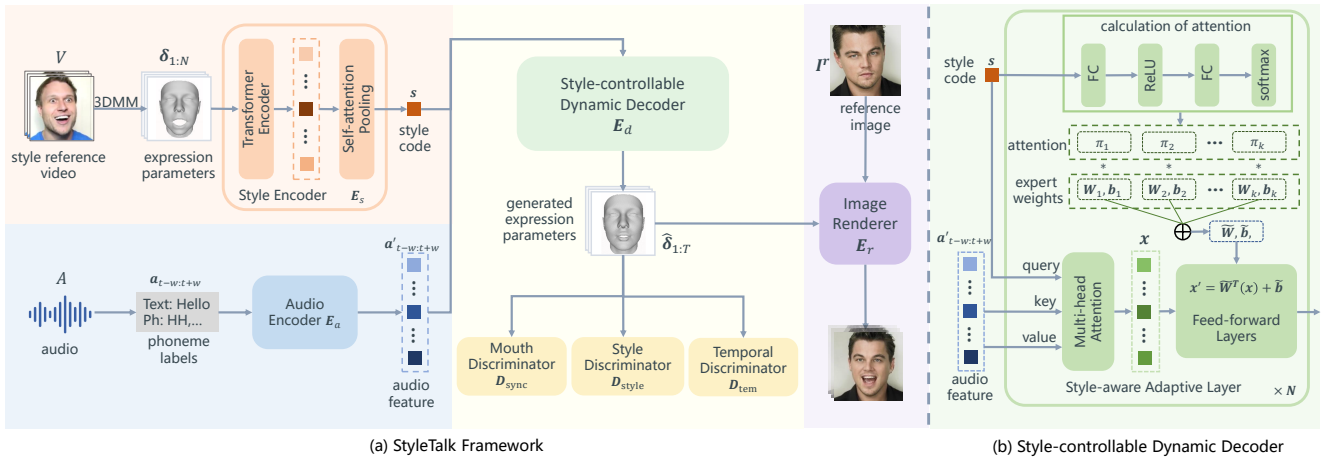 V
δ1:N
3DMM
style reference
video
expression
parameters
Transformer
Encoder
Self-attention
Pooling
Style Encoder
Es
s
style
code
A
audio
at−w:t+w
Text: Hello
Ph: HH,...
phoneme
labels
Audio
Encoder Ea
a′t−w:t+w
audio
feature
Style-controllable
Dynamic Decoder
Ed
generated
expression
parameters
δ̂1:T
Mouth
Discriminator
Dsync
Style
Discriminator
Dstyle
Temporal
Discriminator
Dtem
Ir
reference
image
Image
Renderer
Er
(a) StyleTalk Framework
calculation of attention
style
code
s
FC
ReLU
FC
softmax
attention
π1
π2
πk
* * *
expert
weights
W1, b1
W2, b2
Wk, bk
W̃, b̃,
a′t−w:t+w
audio
feature
query
key
value
Multi-head
Attention
x
x′ = W̃T(x) + b̃
Feed-forward
Layers
Style-aware Adaptive Layer
× N
(b) Style-controllable Dynamic Decoder